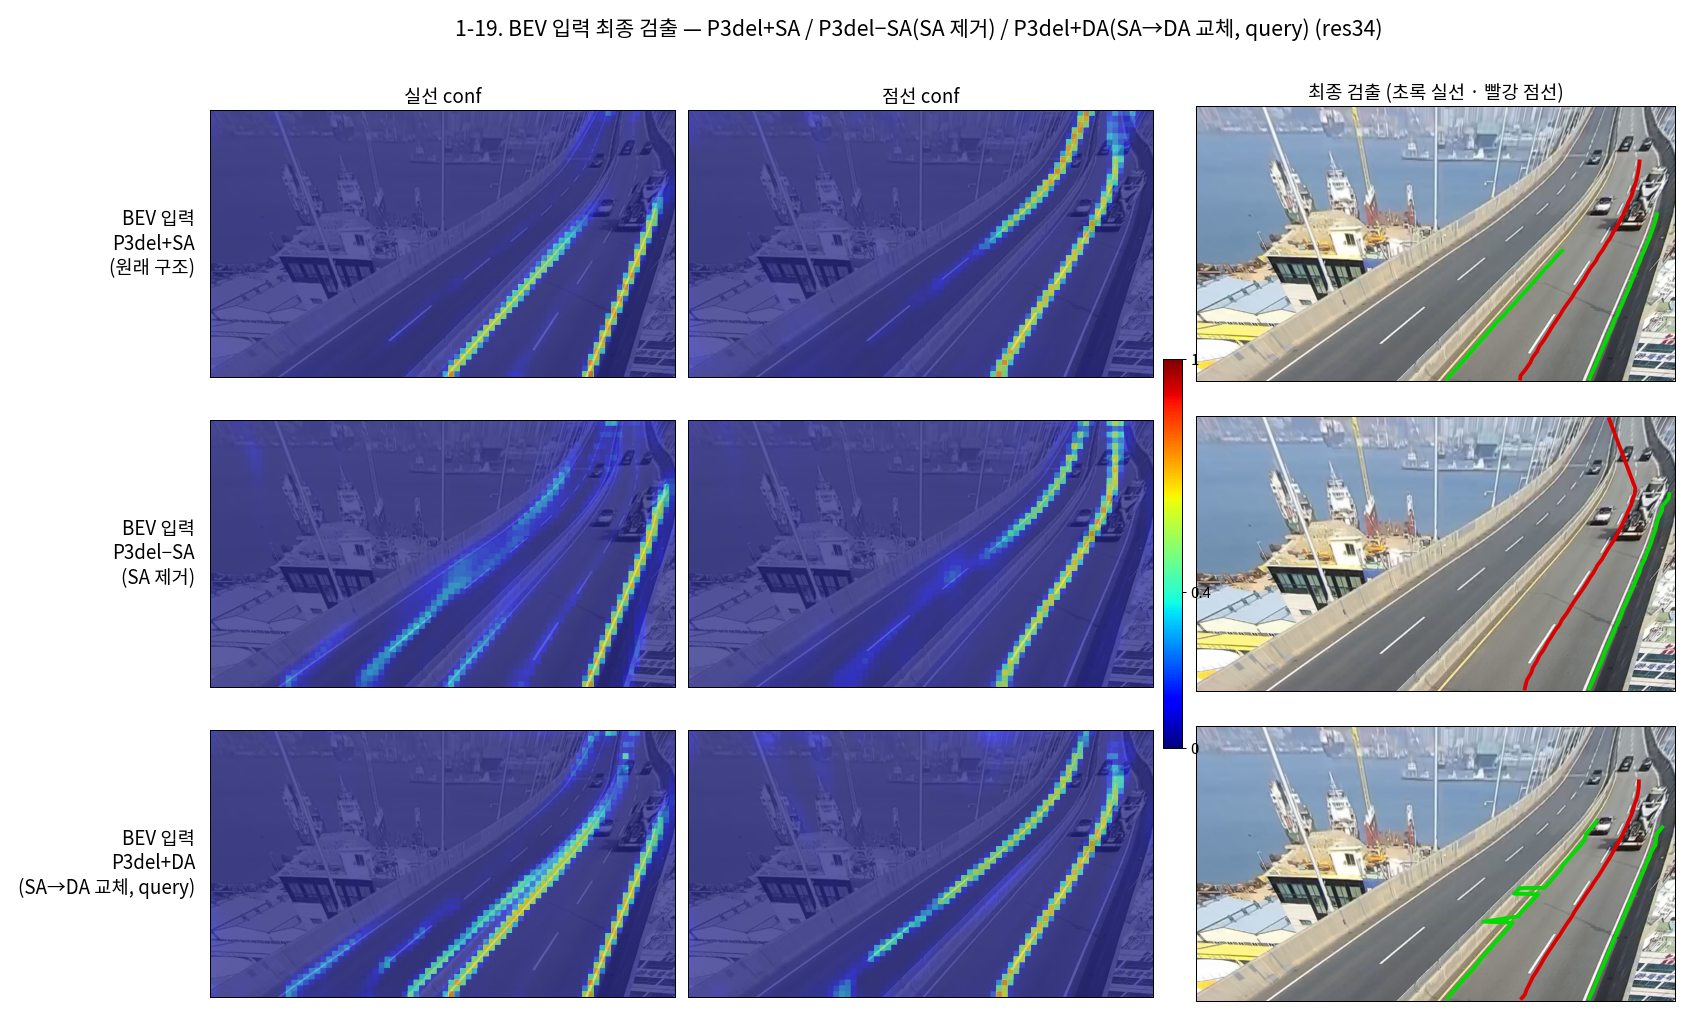 1-19. BEV 입력 최종 검출 — P3del+SA / P3del−SA(SA 제거) / P3del+DA(SA→DA 교체, query) (res34)
실선 conf
점선 conf
최종 검출 (초록 실선 · 빨강 점선)
BEV 입력
P3del+SA
(원래 구조)
1
BEV 입력
P3del−SA
(SA 제거)
0.4
0
BEV 입력
P3del+DA
(SA→DA 교체, query)